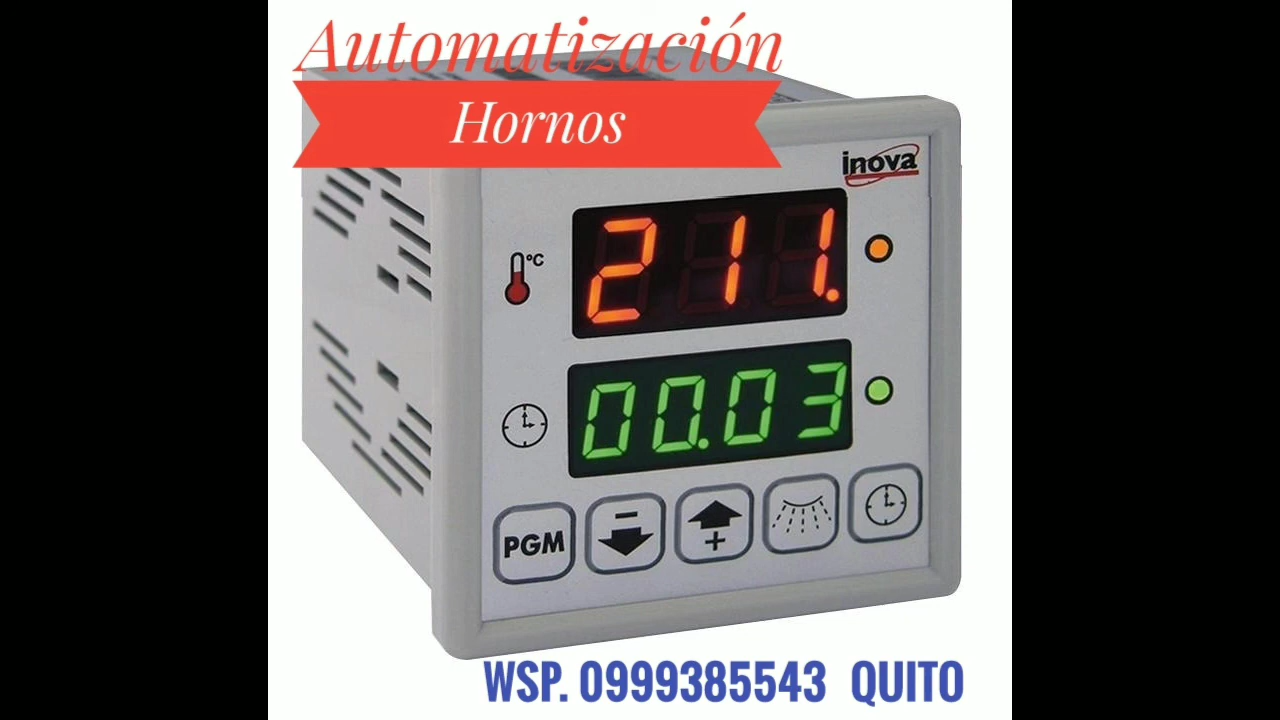 Automatización
Hornos
inova
°C
211.
00.03
PGM
-
+
WSP. 0999385543 QUITO